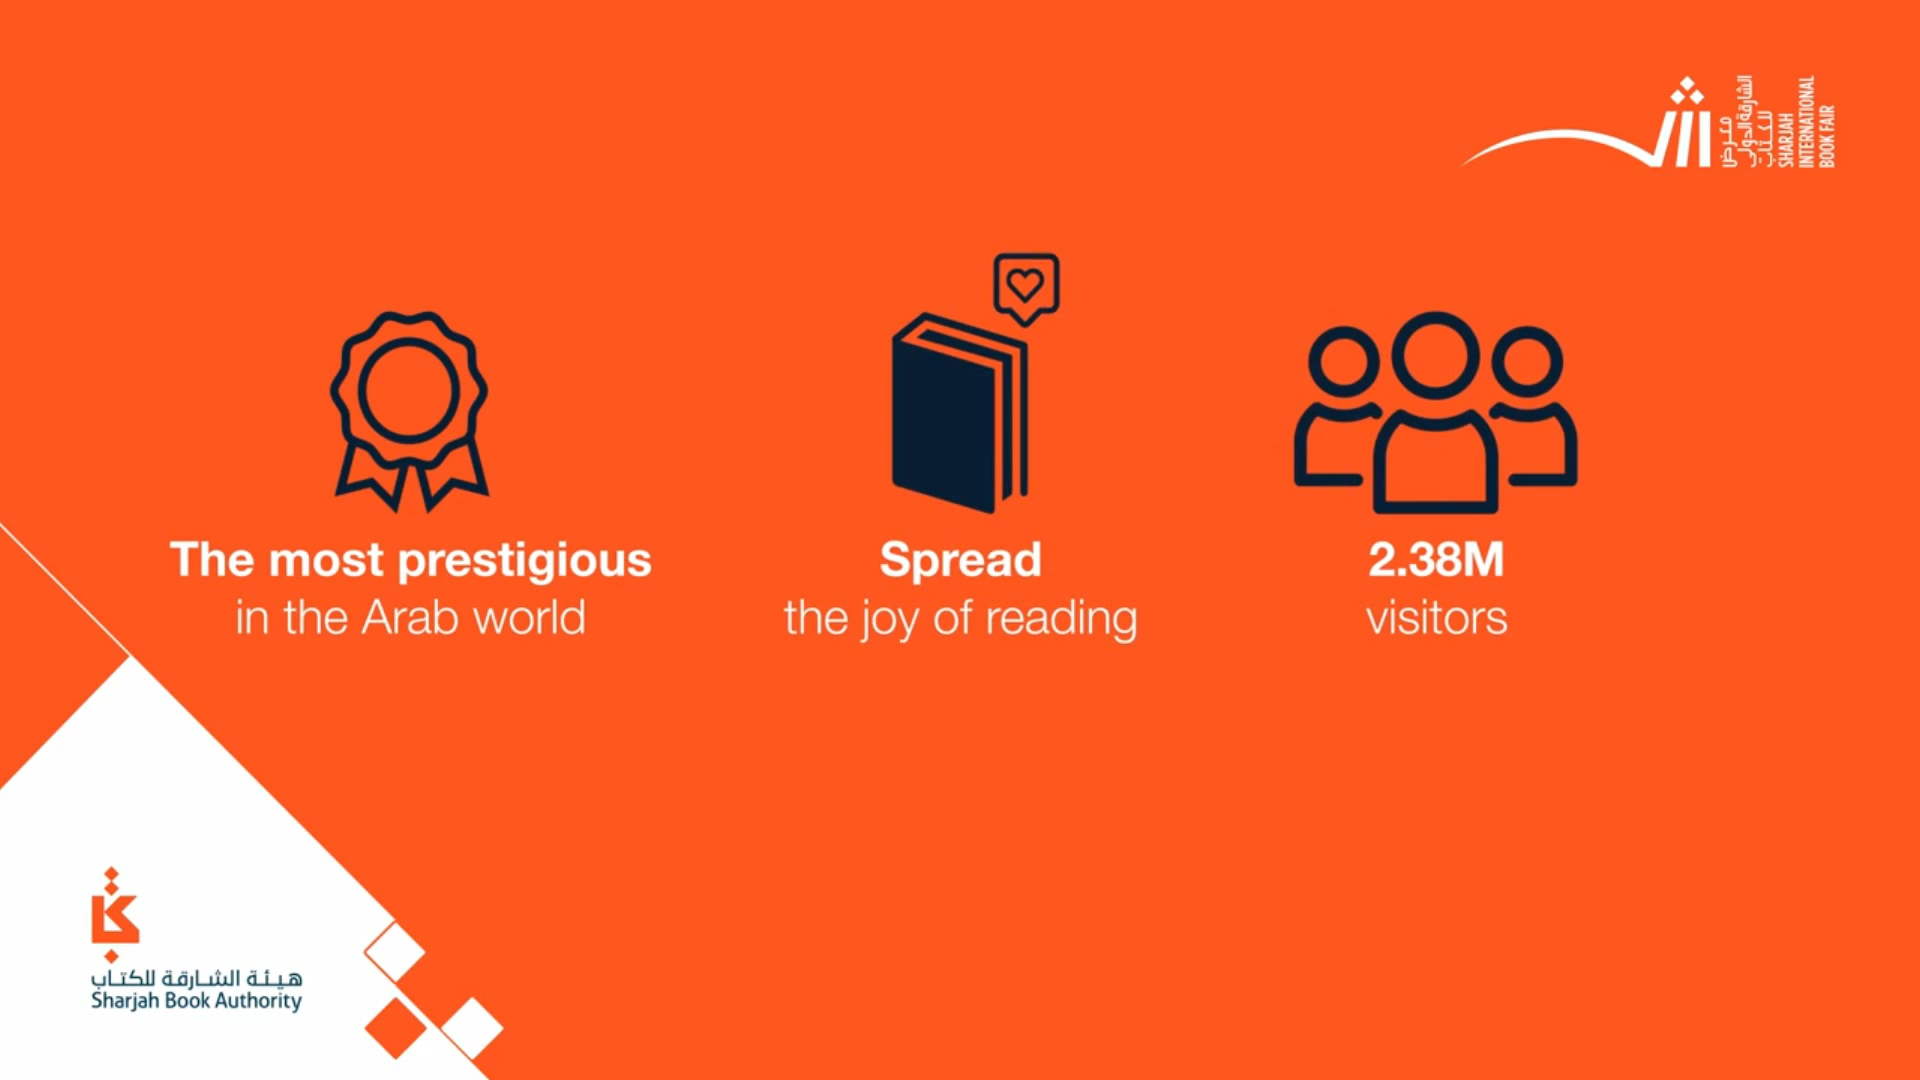 معرض
الشارقة الدولي
للكتاب
SHARJAH
INTERNATIONAL
BOOK FAIR
The most prestigious
in the Arab world
Spread
the joy of reading
2.38M
visitors
هيئة الشارقة للكتاب
Sharjah Book Authority